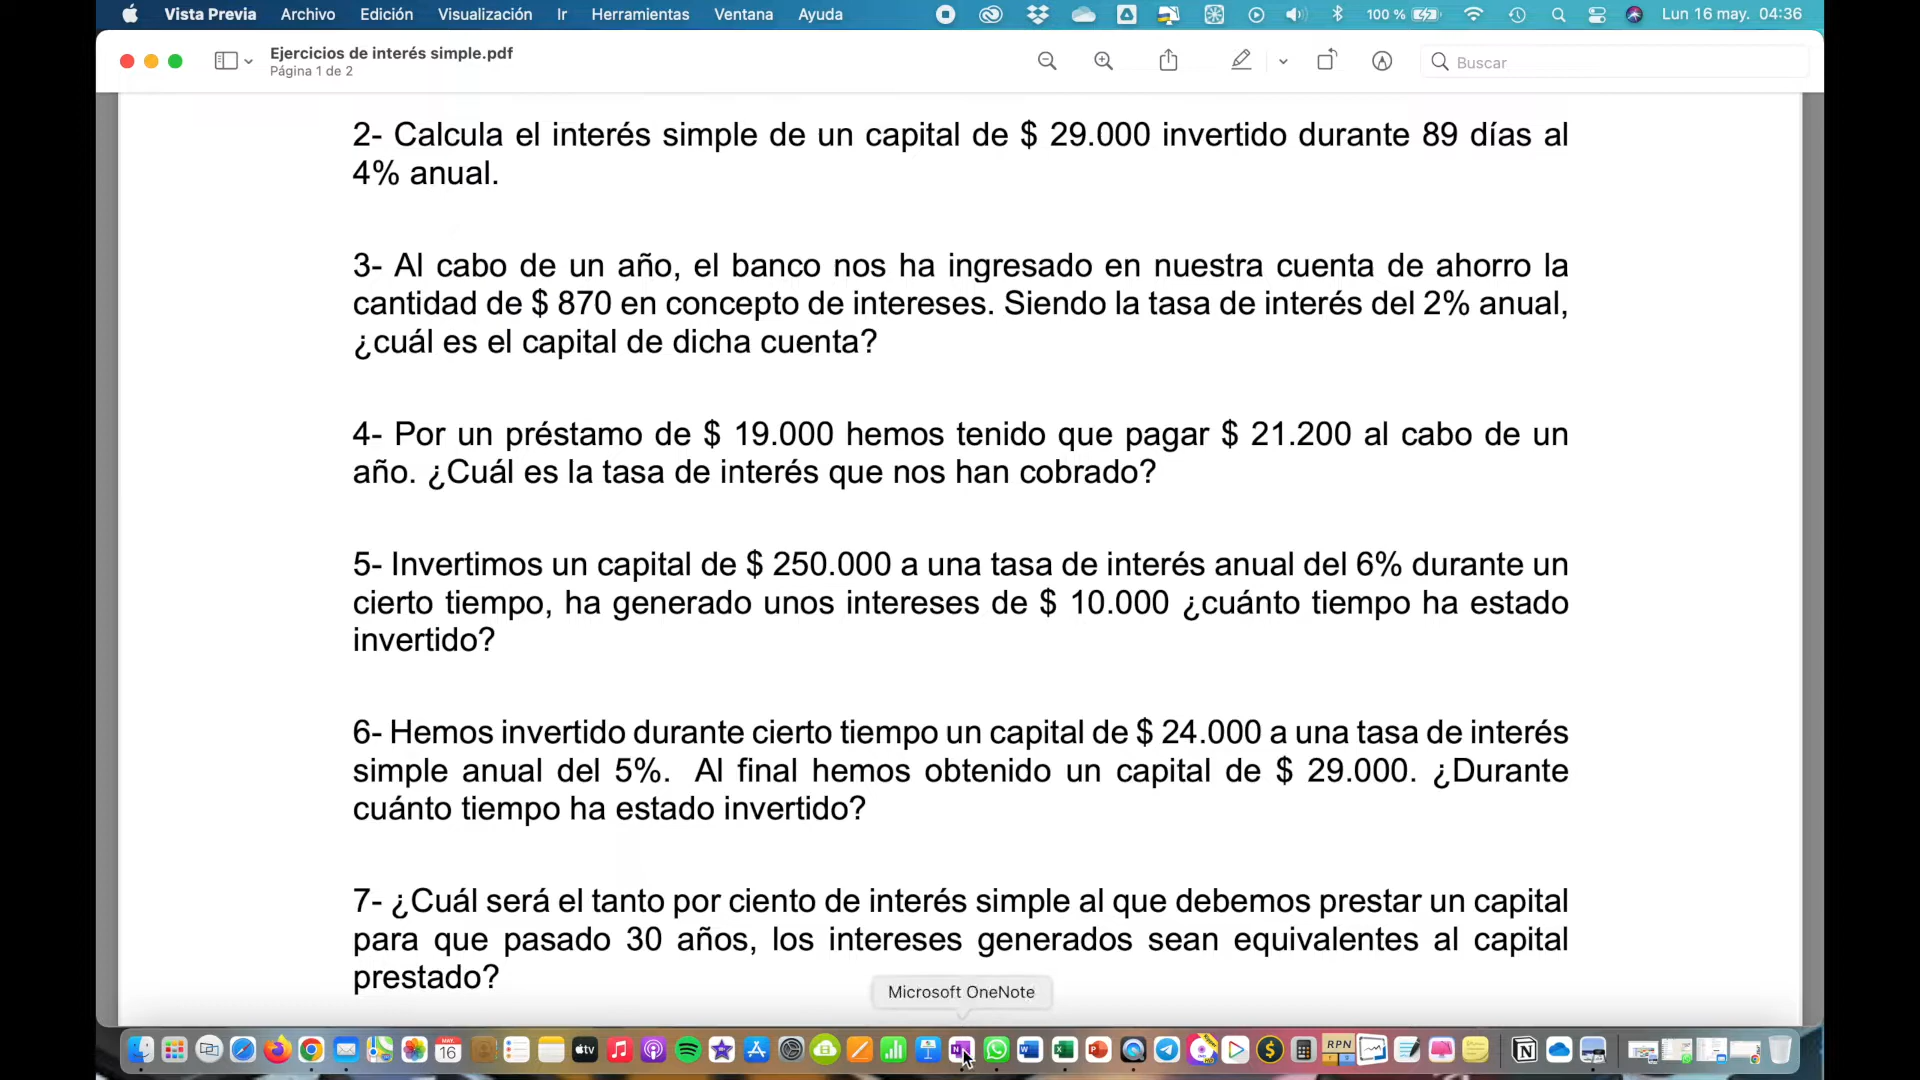 Vista Previa Archivo Edición Visualización Ir Herramientas Ventana Ayuda 100 % Lun 16 may. 04:36
Ejercicios de interés simple.pdf
Página 1 de 2
Buscar
2- Calcula el interés simple de un capital de $ 29.000 invertido durante 89 días al
4% anual.
3- Al cabo de un año, el banco nos ha ingresado en nuestra cuenta de ahorro la
cantidad de $ 870 en concepto de intereses. Siendo la tasa de interés del 2% anual,
¿cuál es el capital de dicha cuenta?
4- Por un préstamo de $ 19.000 hemos tenido que pagar $ 21.200 al cabo de un
año. ¿Cuál es la tasa de interés que nos han cobrado?
5- Invertimos un capital de $ 250.000 a una tasa de interés anual del 6% durante un
cierto tiempo, ha generado unos intereses de $ 10.000 ¿cuánto tiempo ha estado
invertido?
6- Hemos invertido durante cierto tiempo un capital de $ 24.000 a una tasa de interés
simple anual del 5%. Al final hemos obtenido un capital de $ 29.000. ¿Durante
cuánto tiempo ha estado invertido?
7- ¿Cuál será el tanto por ciento de interés simple al que debemos prestar un capital
para que pasado 30 años, los intereses generados sean equivalentes al capital
prestado?
Microsoft OneNote
16 tv RPN